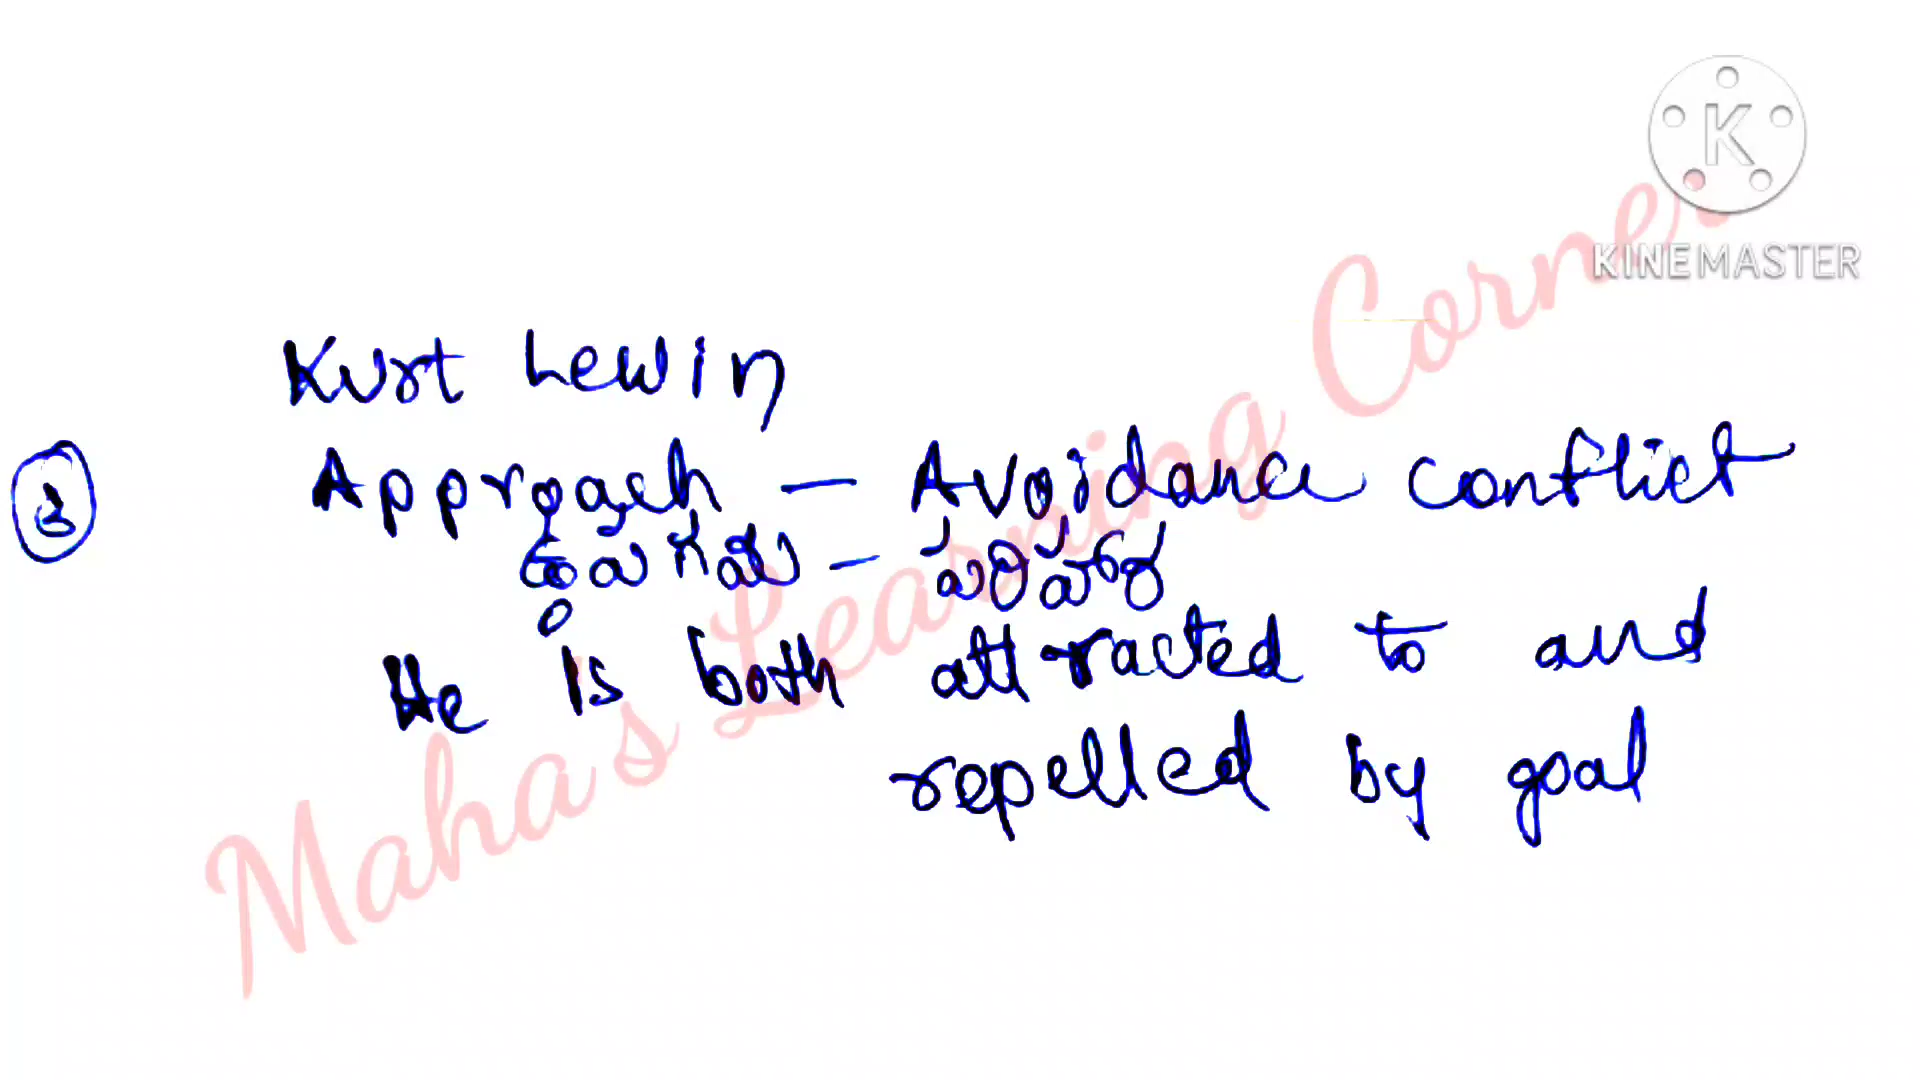 K
KINEMASTER
Kurt Lewin
③ Approach – Avoidance conflict
He is both attracted to and
repelled by goal
Maha's Learning Corner